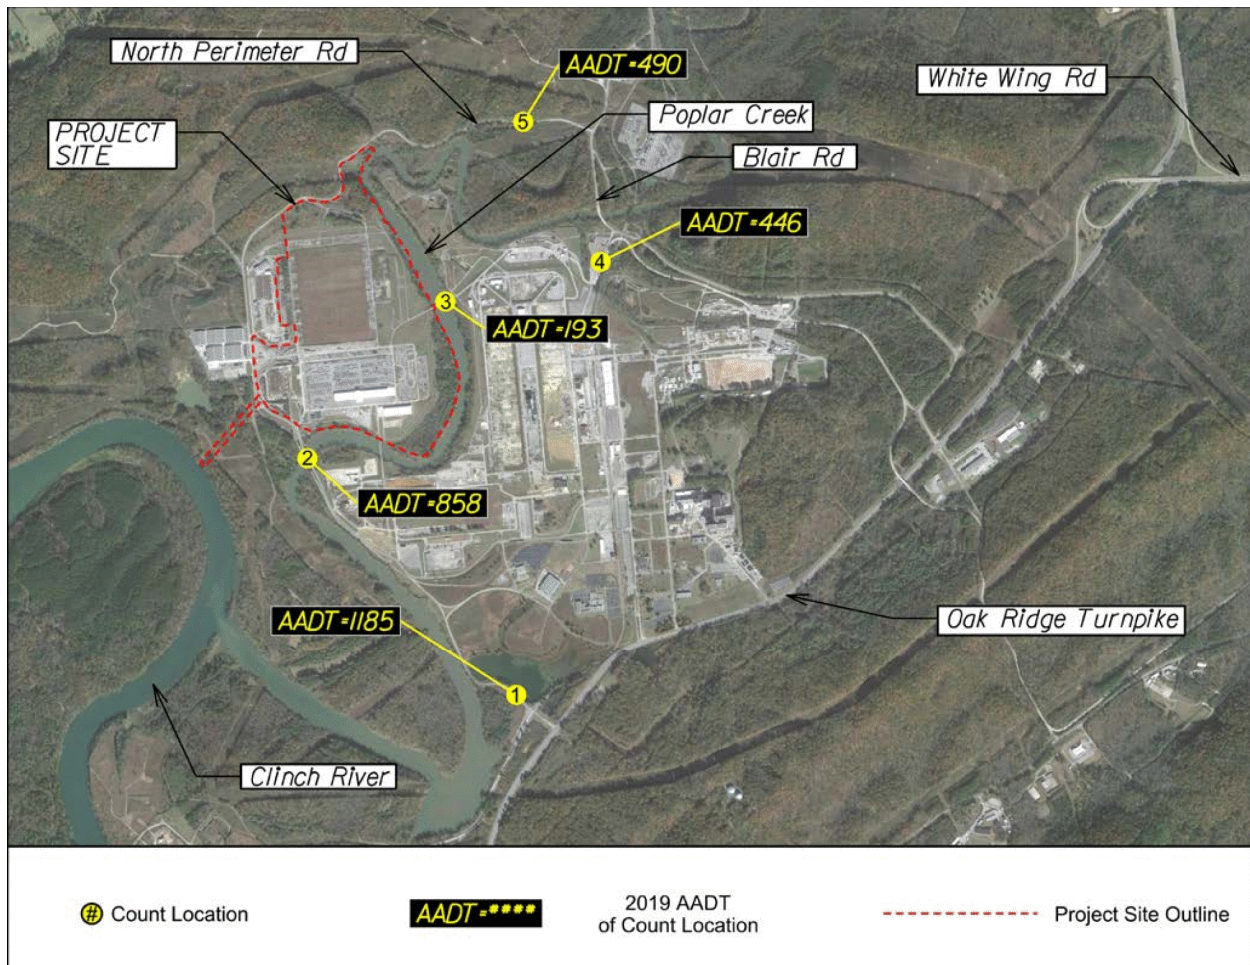 North Perimeter Rd
AADT=490
White Wing Rd
5
Poplar Creek
PROJECT
SITE
Blair Rd
AADT=446
4
3
AADT=193
2
AADT=858
AADT=1185
Oak Ridge Turnpike
1
Clinch River
# Count Location
AADT=****
2019 AADT
of Count Location
Project Site Outline